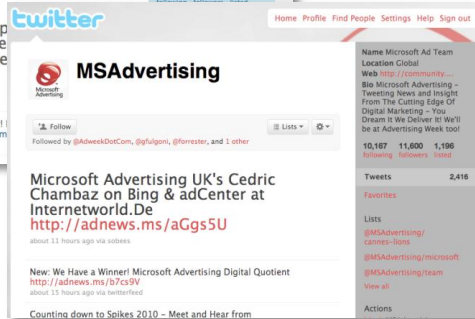 twitter
Home Profile Find People Settings Help Sign out
Microsoft
Advertising
MSAdvertising
Follow
Lists
Followed by @AdweekDotCom, @gfulgoni, @forrester, and 1 other
Microsoft Advertising UK's Cedric
Chambaz on Bing & adCenter at
Internetworld.De
http://adnews.ms/aGgs5U
about 11 hours ago via sobees
New: We Have a Winner! Microsoft Advertising Digital Quotient
http://adnews.ms/b7cs9V
about 15 hours ago via twitterfeed
Counting down to Spikes 2010 - Meet and Hear from
Name Microsoft Ad Team
Location Global
Web http://community....
Bio Microsoft Advertising -
Tweeting News and Insight
From The Cutting Edge Of
Digital Marketing - You
Dream It We Deliver It! We'll
be at Advertising Week too!
10,167 11,600 1,196
following followers listed
Tweets 2,416
Favorites
Lists
@MSAdvertising/
cannes-lions
@MSAdvertising/microsoft
@MSAdvertising/team
View all
Actions